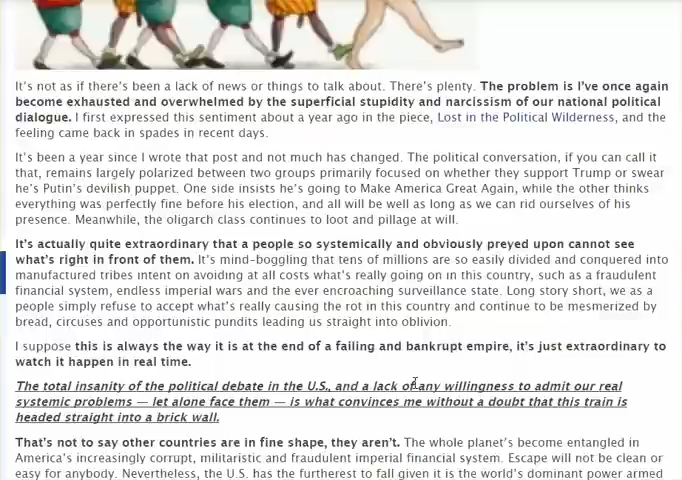 It's not as if there's been a lack of news or things to talk about. There's plenty. The problem is I've once again
become exhausted and overwhelmed by the superficial stupidity and narcissism of our national political
dialogue. I first expressed this sentiment about a year ago in the piece, Lost in the Political Wilderness, and the
feeling came back in spades in recent days.
It's been a year since I wrote that post and not much has changed. The political conversation, if you can call it
that, remains largely polarized between two groups primarily focused on whether they support Trump or swear
he's Putin's devilish puppet. One side insists he's going to Make America Great Again, while the other thinks
everything was perfectly fine before his election, and all will be well as long as we can rid ourselves of his
presence. Meanwhile, the oligarch class continues to loot and pillage at will.
It's actually quite extraordinary that a people so systemically and obviously preyed upon cannot see
what's right in front of them. It's mind-boggling that tens of millions are so easily divided and conquered into
manufactured tribes intent on avoiding at all costs what's really going on in this country, such as a fraudulent
financial system, endless imperial wars and the ever encroaching surveillance state. Long story short, we as a
people simply refuse to accept what's really causing the rot in this country and continue to be mesmerized by
bread, circuses and opportunistic pundits leading us straight into oblivion.
I suppose this is always the way it is at the end of a failing and bankrupt empire, it's just extraordinary to
watch it happen in real time.
The total insanity of the political debate in the U.S., and a lack of any willingness to admit our real
systemic problems — let alone face them — is what convinces me without a doubt that this train is
headed straight into a brick wall.
That's not to say other countries are in fine shape, they aren't. The whole planet's become entangled in
America's increasingly corrupt, militaristic and fraudulent imperial financial system. Escape will not be clean or
easy for anybody. Nevertheless, the U.S. has the furtherest to fall given it is the world's dominant power armed